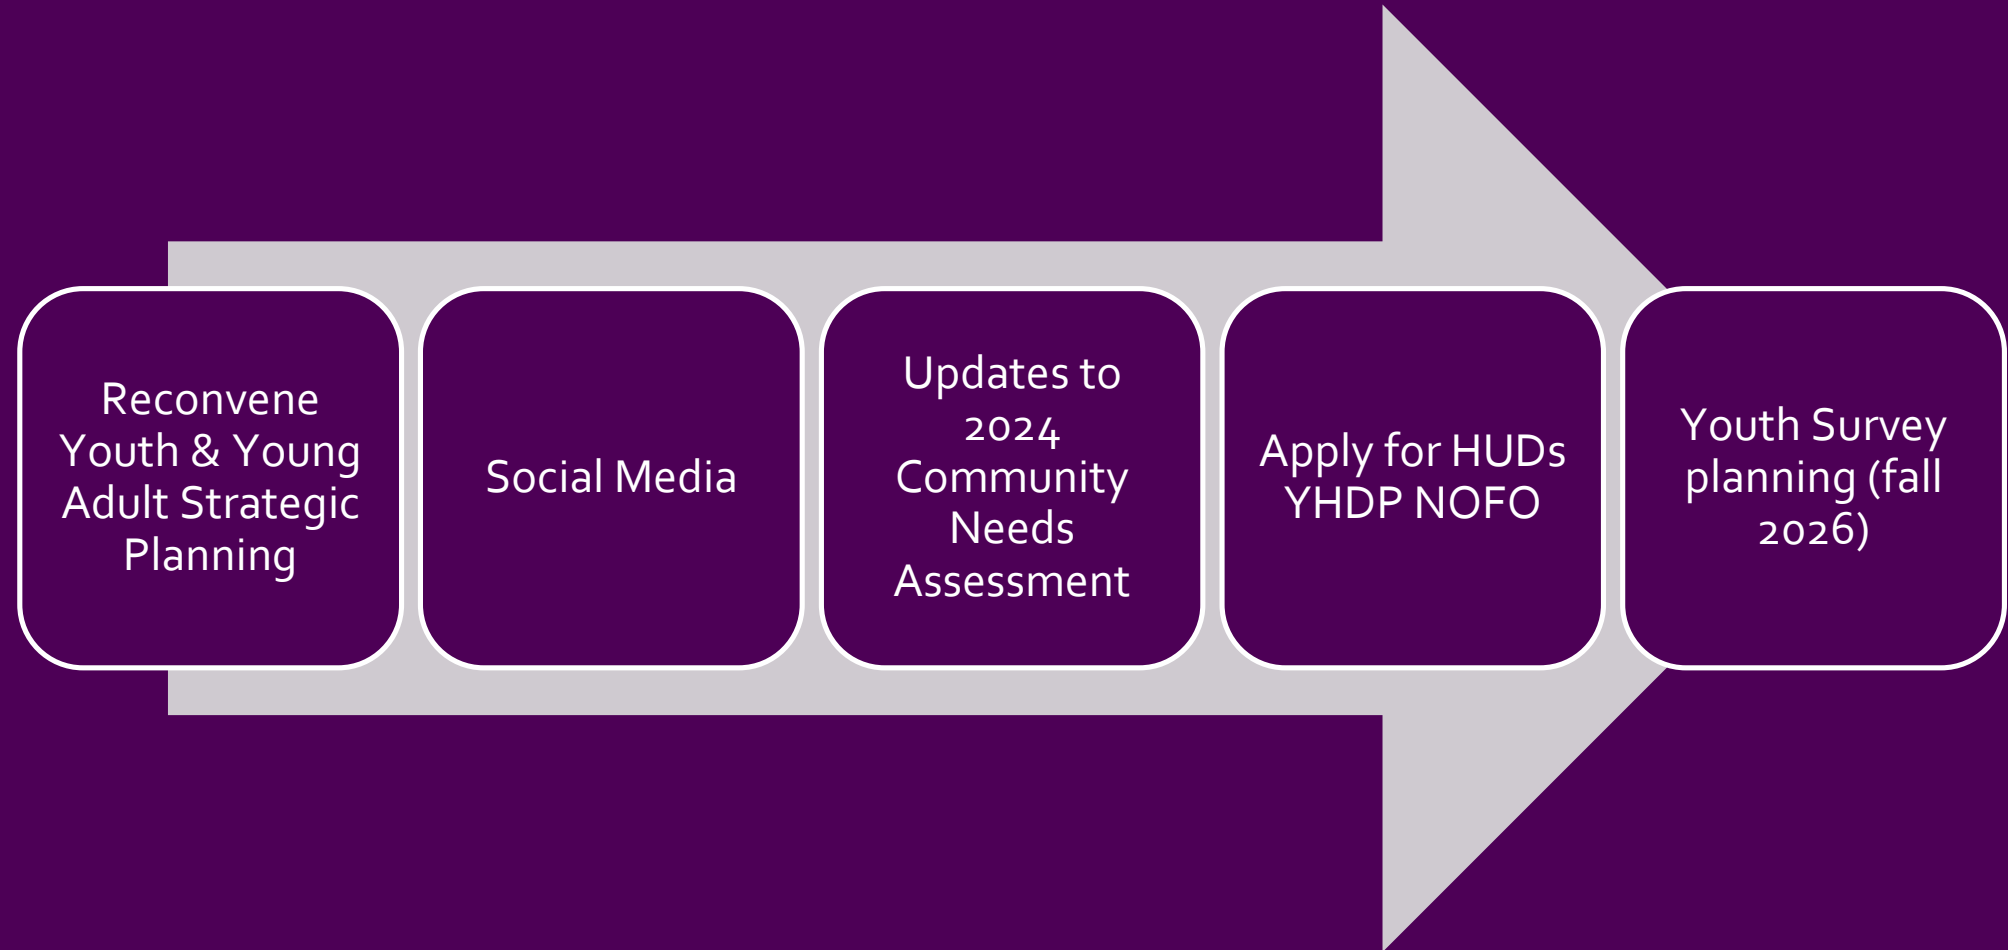 Reconvene
Youth & Young
Adult Strategic
Planning
Social Media
Updates to
2024
Community
Needs
Assessment
Apply for HUDs
YHDP NOFO
Youth Survey
planning (fall
2026)